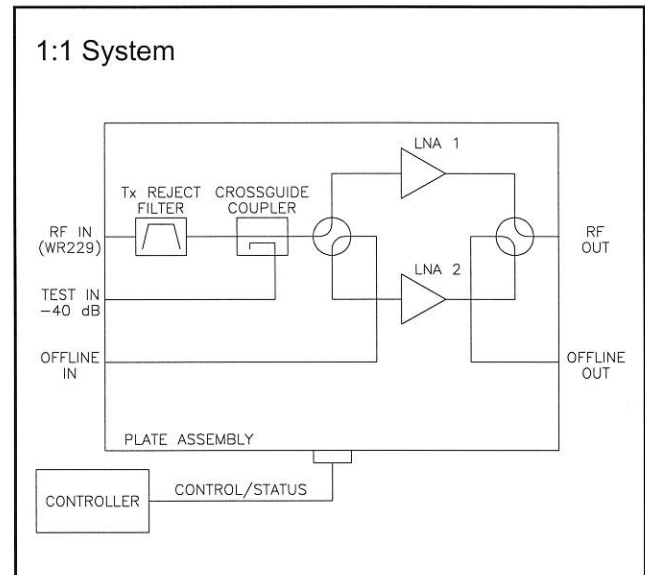 1:1 System
LNA 1
Tx REJECT
FILTER
CROSSGUIDE
COUPLER
RF IN
(WR229)
RF
OUT
LNA 2
TEST IN
-40 dB
OFFLINE
IN
OFFLINE
OUT
PLATE ASSEMBLY
CONTROLLER
CONTROL/STATUS